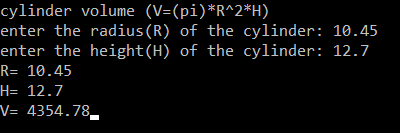 cylinder volume (V=(pi)*R^2*H)
enter the radius(R) of the cylinder: 10.45
enter the height(H) of the cylinder: 12.7
R= 10.45
H= 12.7
V= 4354.78